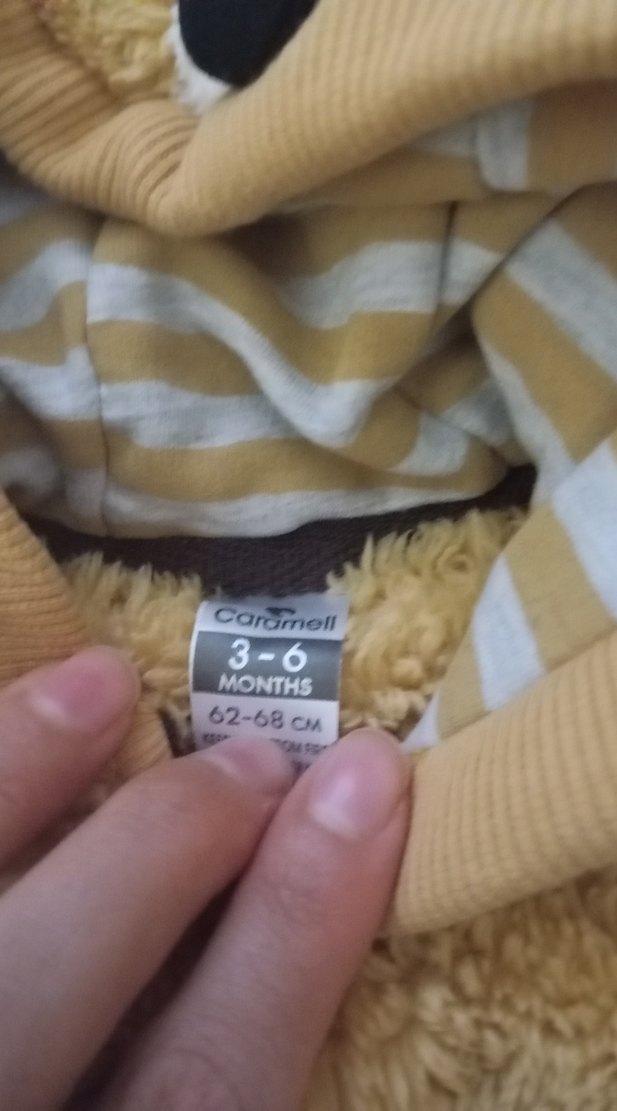 Caramell
3-6
MONTHS
62-68 CM